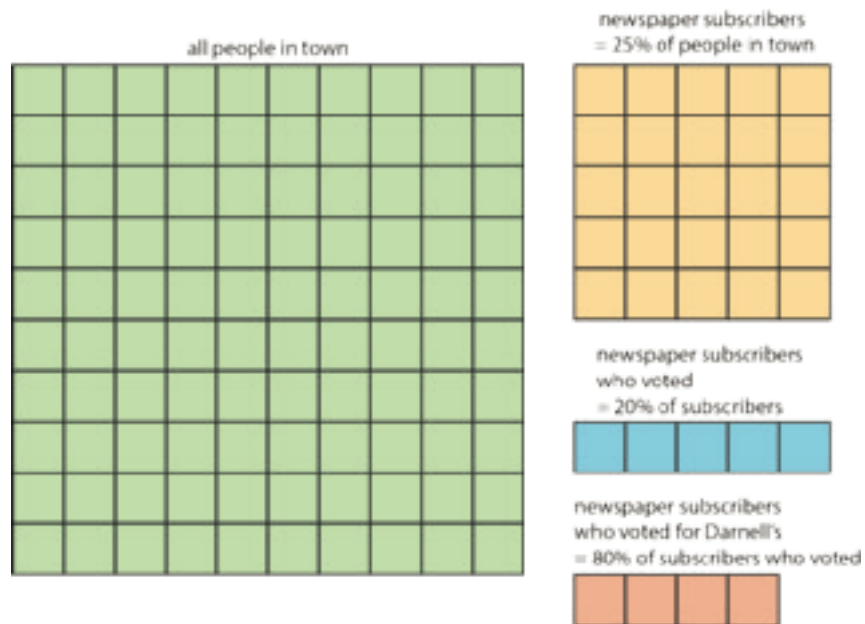 all people in town
newspaper subscribers
= 25% of people in town
newspaper subscribers
who voted
= 20% of subscribers
newspaper subscribers
who voted for Darnell's
= 80% of subscribers who voted